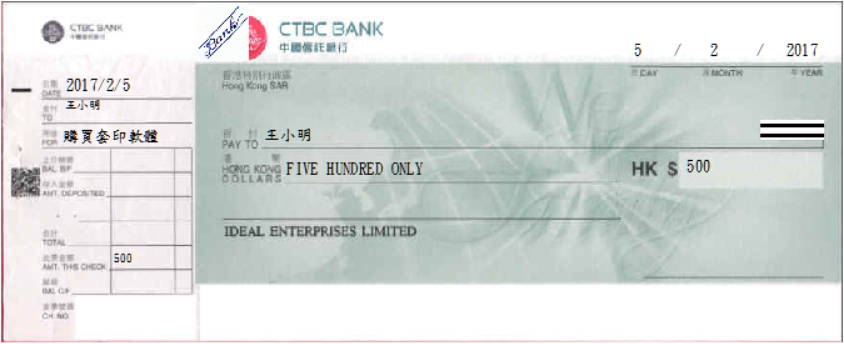 CTBC BANK
中國信託銀行
日期 2017/2/5
DATE
支付 王小明
TO
用途 購買套印軟體
FOR
上日結餘
BAL B/F
存入金額
AMT. DEPOSITED
合計
TOTAL
此票金額 500
AMT. THIS CHECK
結餘
BAL C/F
支票號碼
CH NO.
Bank
CTBC BANK
中國信託銀行
5 / 2 / 2017
日 DAY 月 MONTH 年 YEAR
香港特別行政區
Hong Kong SAR
祈付 王小明
PAY TO
港幣
HONG KONG DOLLARS FIVE HUNDRED ONLY
HK $ 500
IDEAL ENTERPRISES LIMITED